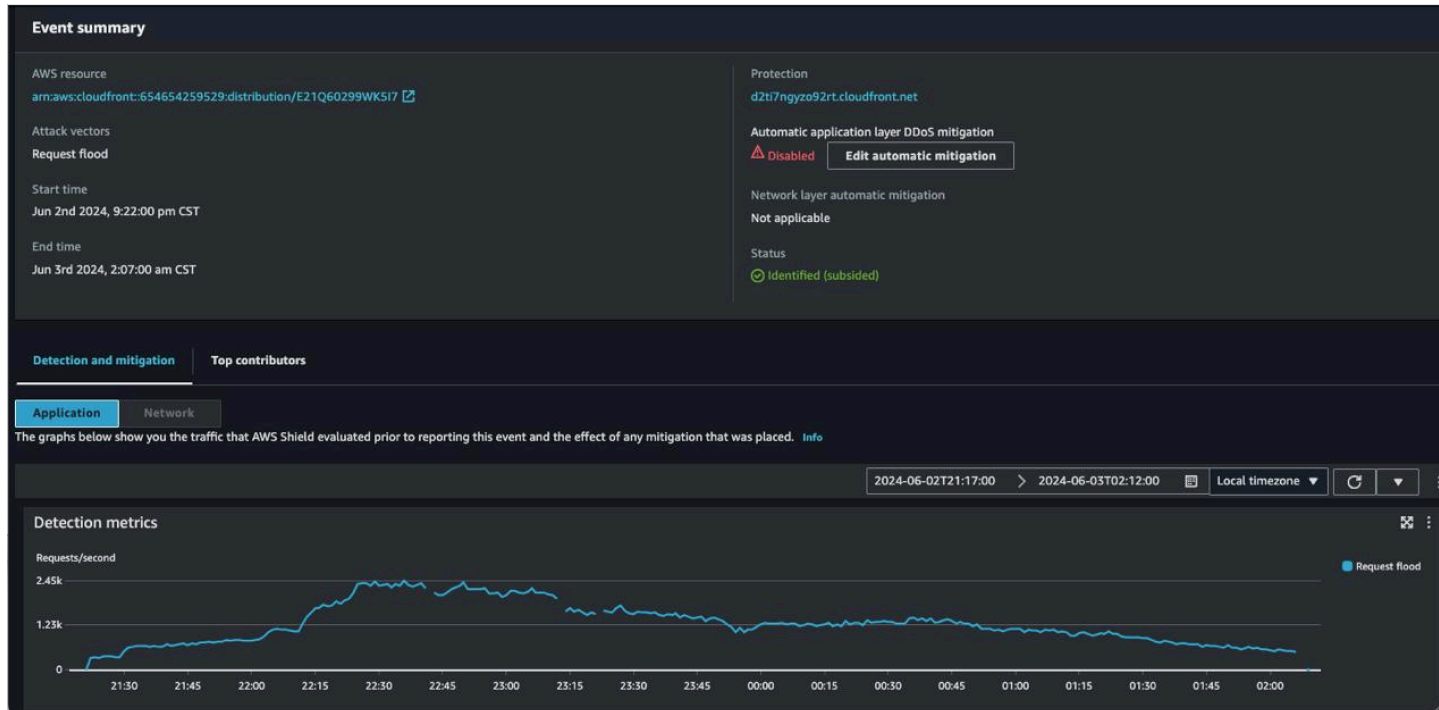 Event summary
AWS resource
arn:aws:cloudfront::654654259529:distribution/E21Q60299WK5I7
Attack vectors
Request flood
Start time
Jun 2nd 2024, 9:22:00 pm CST
End time
Jun 3rd 2024, 2:07:00 am CST
Protection
d2ti7ngyzo92rt.cloudfront.net
Automatic application layer DDoS mitigation
Disabled Edit automatic mitigation
Network layer automatic mitigation
Not applicable
Status
Identified (subsided)
Detection and mitigation Top contributors
Application Network
The graphs below show you the traffic that AWS Shield evaluated prior to reporting this event and the effect of any mitigation that was placed. Info
2024-06-02T21:17:00 2024-06-03T02:12:00 Local timezone
Detection metrics
Requests/second
2.45k
1.23k
0
21:30 21:45 22:00 22:15 22:30 22:45 23:00 23:15 23:30 23:45 00:00 00:15 00:30 00:45 01:00 01:15 01:30 01:45 02:00
Request flood